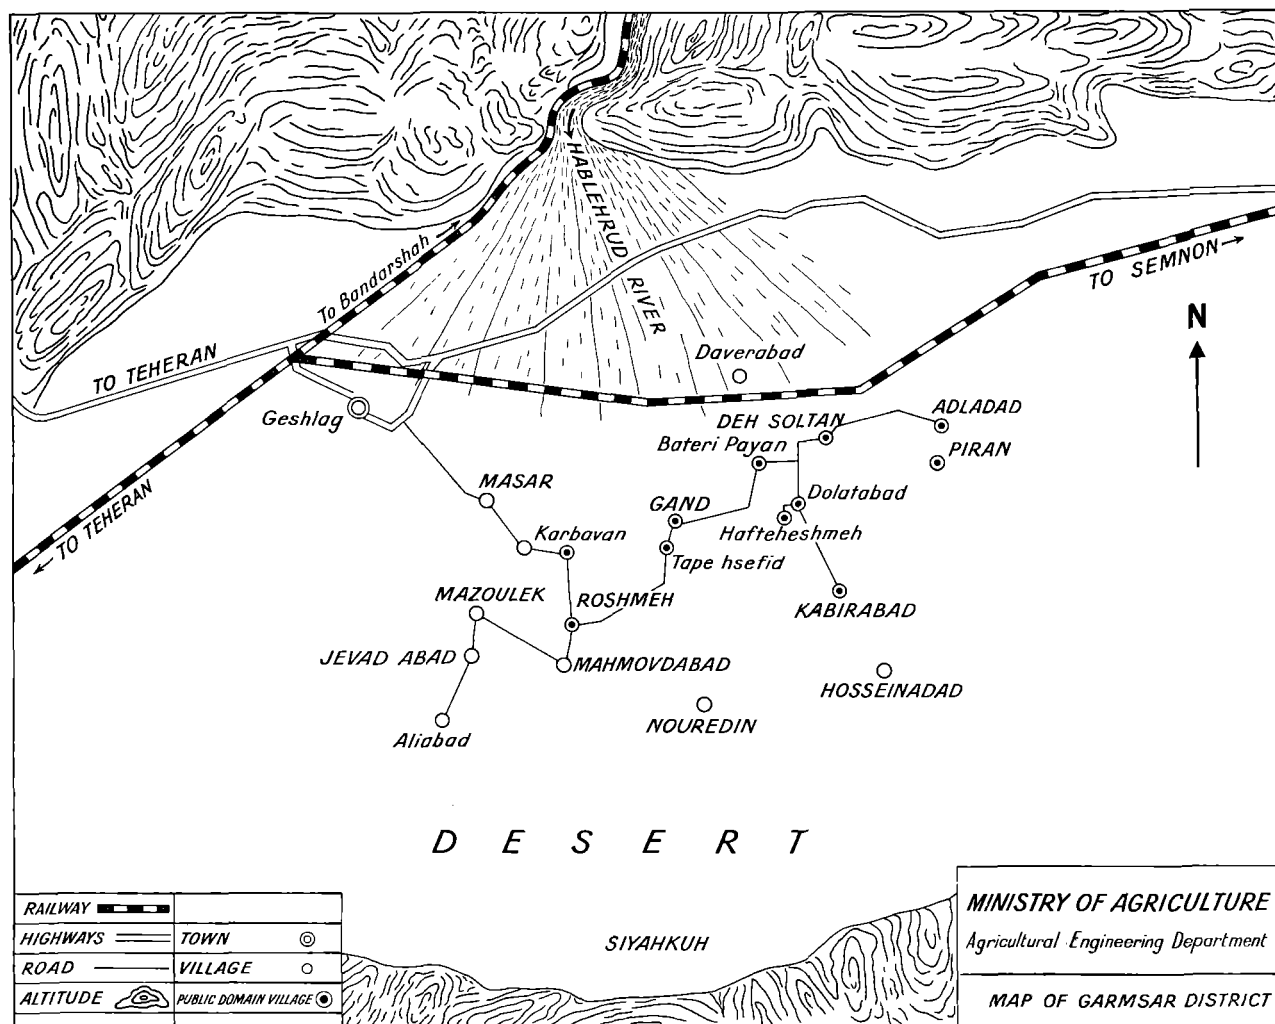 HABLEHRUD RIVER
To Bandarshah
TO SEMNON
N
TO TEHERAN
Daverabad
Geshlag
DEH SOLTAN
ADLADAD
Bateri Payan
PIRAN
TO TEHERAN
MASAR
Dolatabad
GAND
Karbavan
Hafteheshmeh
Tape hsefid
MAZOULEK
ROSHMEH
KABIRABAD
JEVAD ABAD
MAHMOVDABAD
HOSSEINADAD
NOUREDIN
Aliabad
DESERT
SIYAHKUH
RAILWAY
HIGHWAYS
TOWN
ROAD
VILLAGE
ALTITUDE
PUBLIC DOMAIN VILLAGE
MINISTRY OF AGRICULTURE
Agricultural Engineering Department
MAP OF GARMSAR DISTRICT